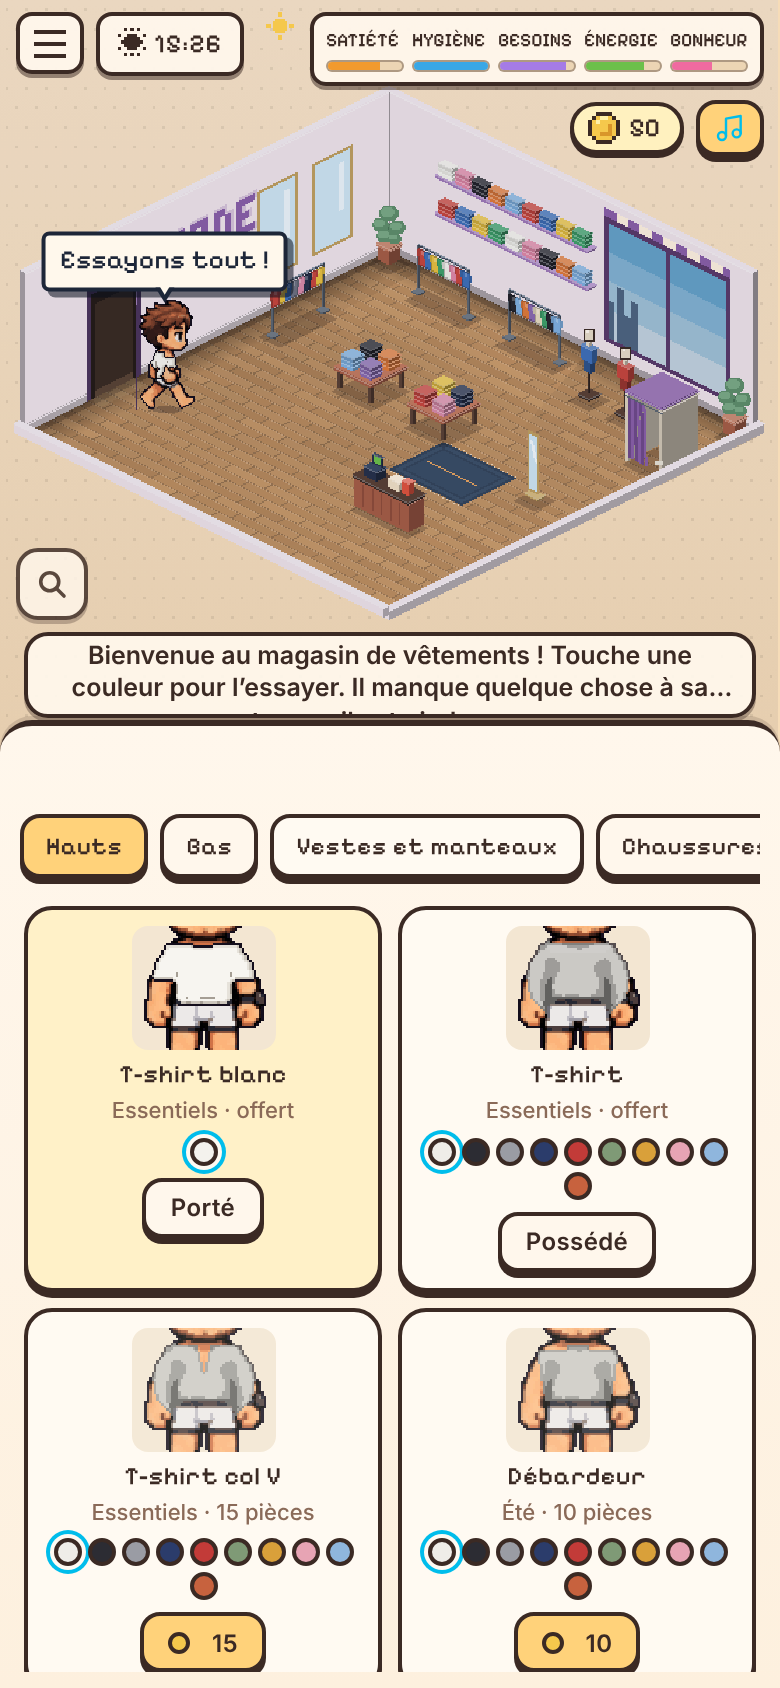 18:26
SATIÉTÉ HYGIÈNE BESOINS ÉNERGIE BONHEUR
80
Essayons tout !
Bienvenue au magasin de vêtements ! Touche une
couleur pour l'essayer. Il manque quelque chose à sa...
Hauts Bas Vestes et manteaux Chaussures
T-shirt blanc
Essentiels · offert
Porté
T-shirt
Essentiels · offert
Possédé
T-shirt col V
Essentiels · 15 pièces
15
Débardeur
Été · 10 pièces
10